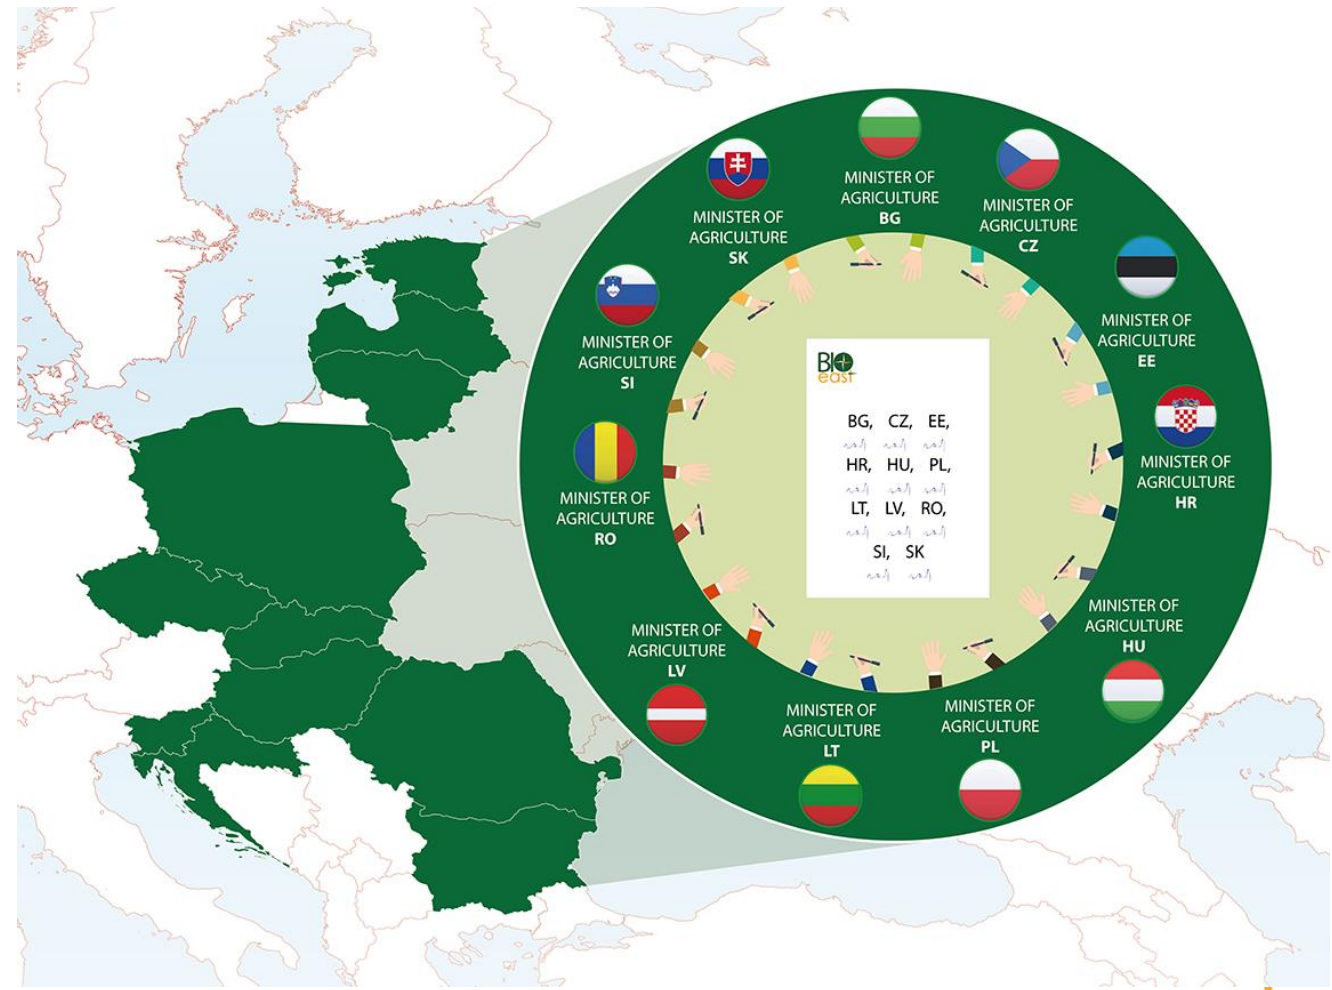 MINISTER OF
AGRICULTURE
BG
MINISTER OF
AGRICULTURE
CZ
MINISTER OF
AGRICULTURE
EE
MINISTER OF
AGRICULTURE
HR
MINISTER OF
AGRICULTURE
HU
MINISTER OF
AGRICULTURE
PL
MINISTER OF
AGRICULTURE
LT
MINISTER OF
AGRICULTURE
LV
MINISTER OF
AGRICULTURE
RO
MINISTER OF
AGRICULTURE
SI
MINISTER OF
AGRICULTURE
SK
BIO
east
BG, CZ, EE,
HR, HU, PL,
LT, LV, RO,
SI, SK